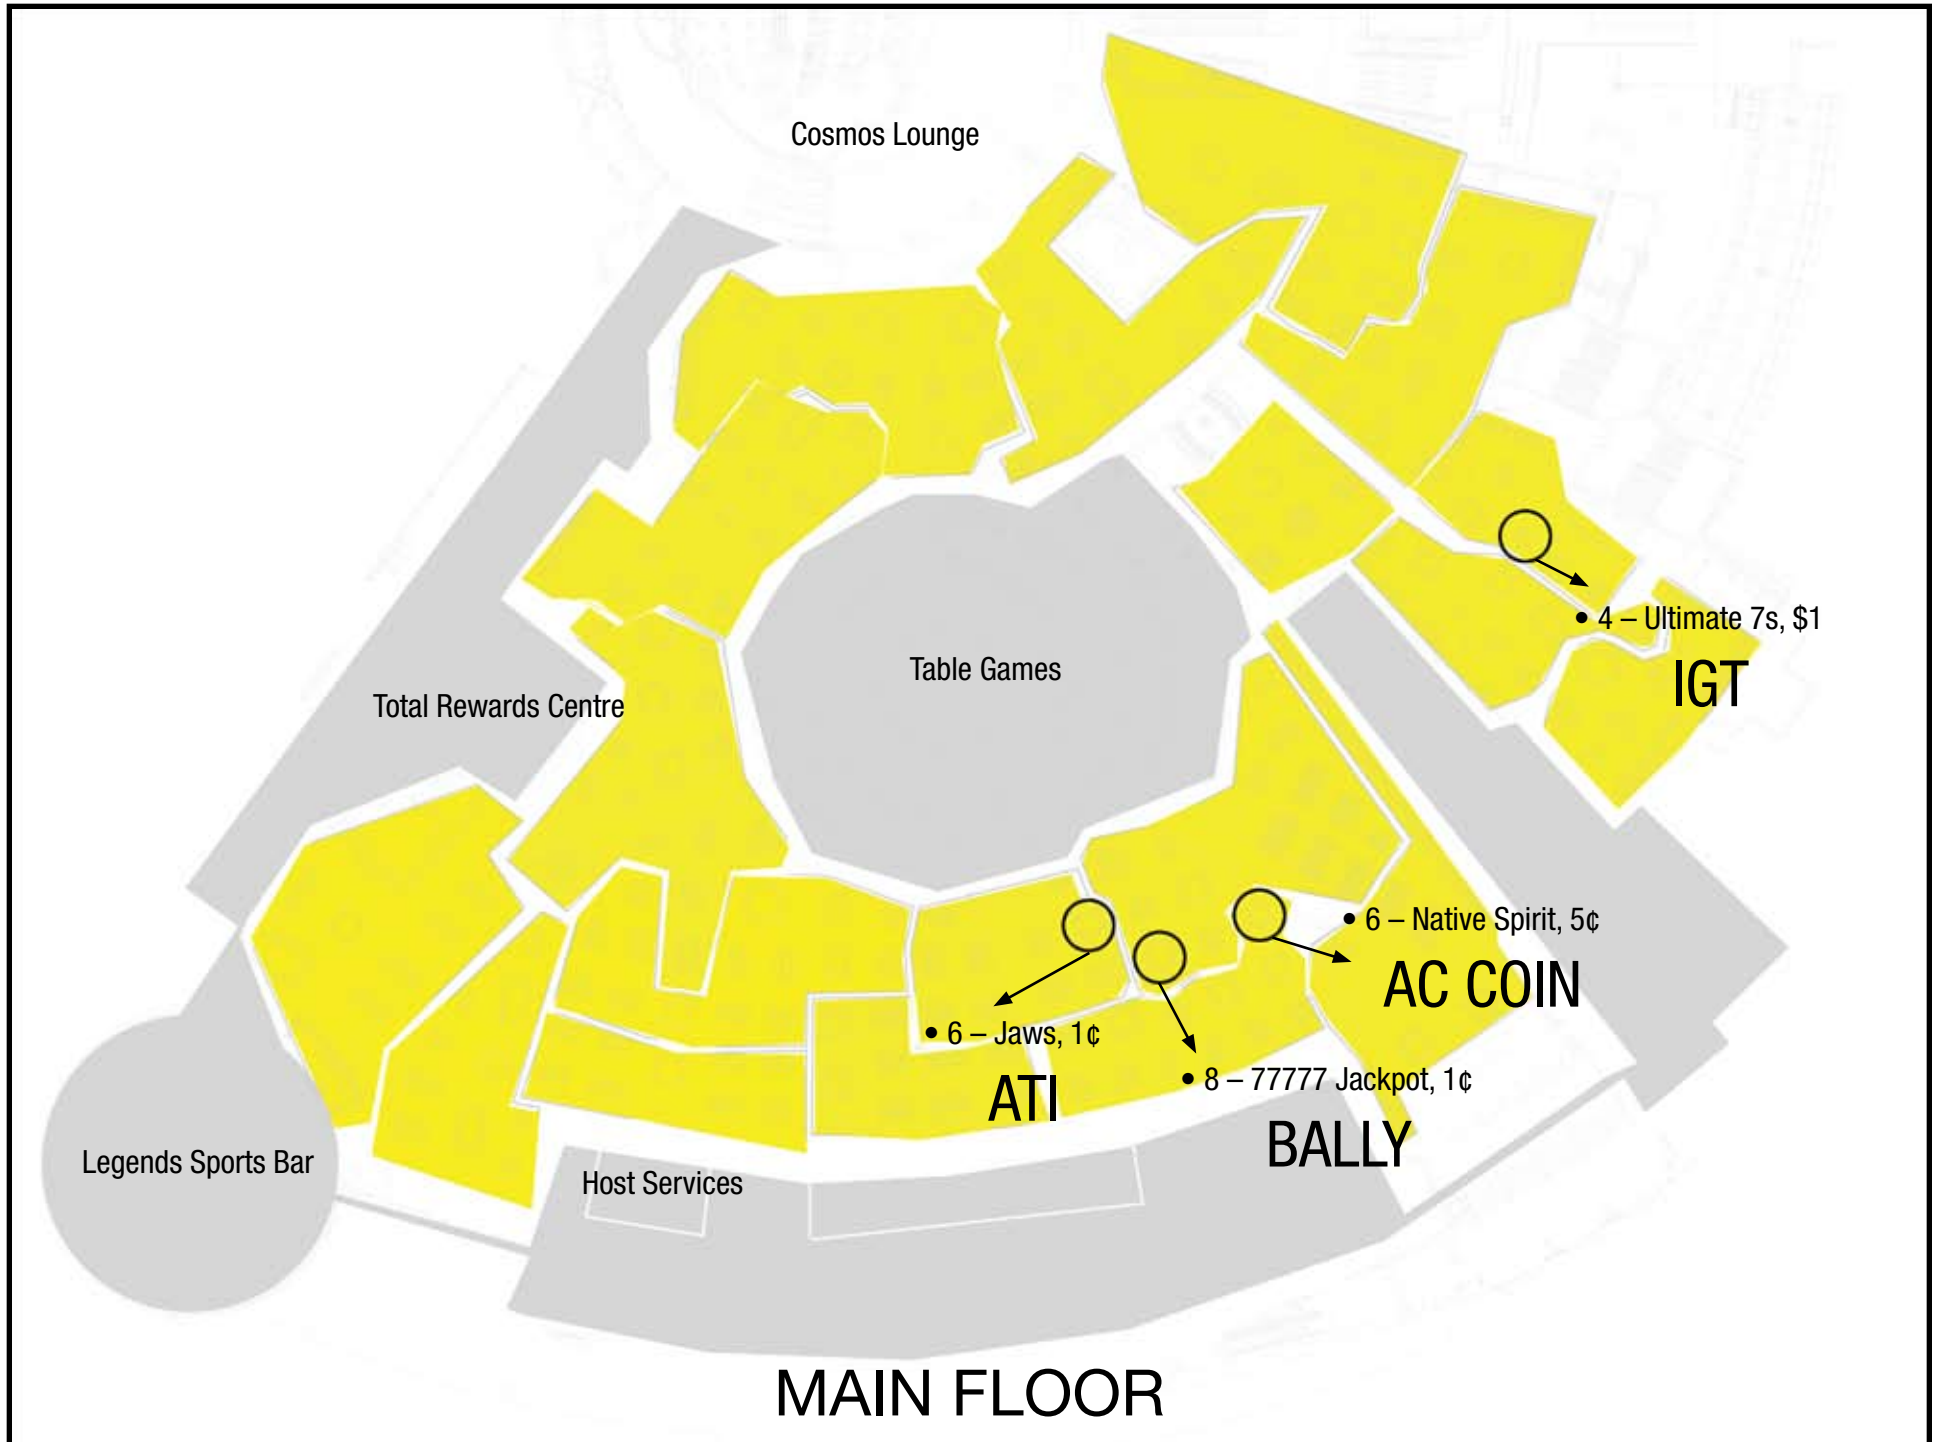 Cosmos Lounge
• 4 – Ultimate 7s, $1
IGT
Table Games
Total Rewards Centre
• 6 – Native Spirit, 5¢
AC COIN
• 6 – Jaws, 1¢
ATI
• 8 – 77777 Jackpot, 1¢
BALLY
Legends Sports Bar
Host Services
MAIN FLOOR